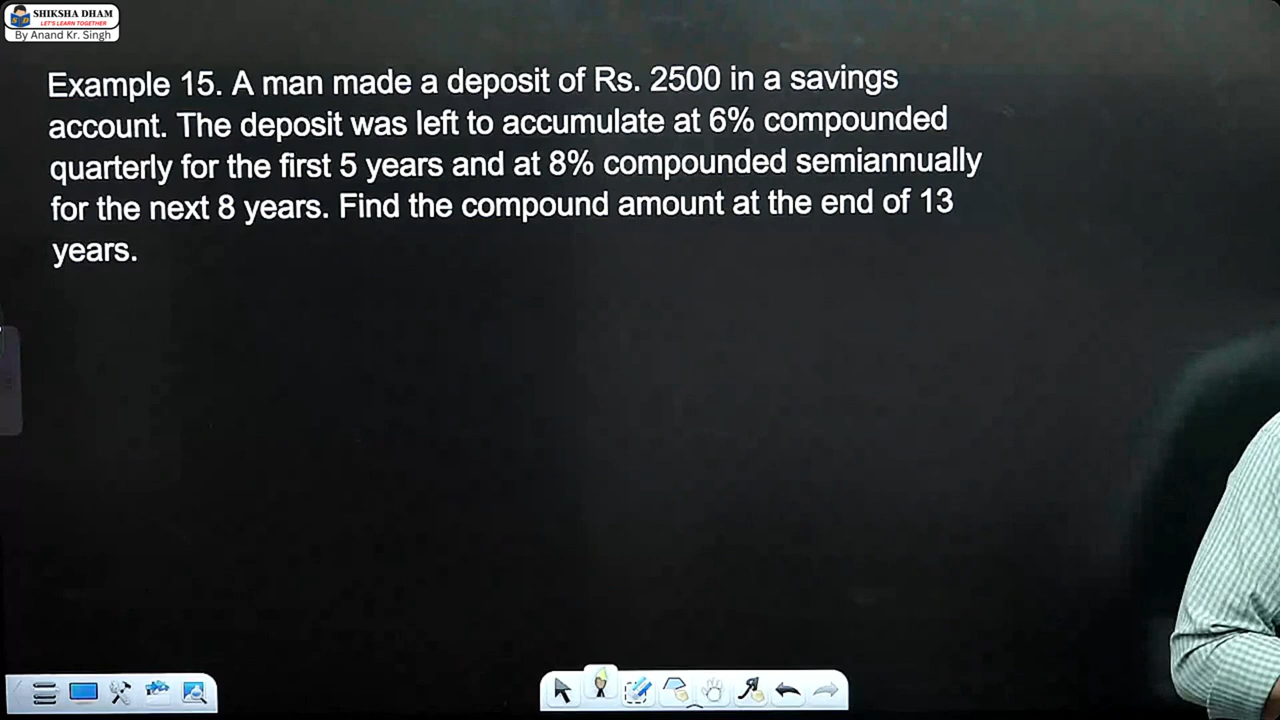 SHIKSHA DHAM
LET'S LEARN TOGETHER
By Anand Kr. Singh
Example 15. A man made a deposit of Rs. 2500 in a savings
account. The deposit was left to accumulate at 6% compounded
quarterly for the first 5 years and at 8% compounded semiannually
for the next 8 years. Find the compound amount at the end of 13
years.